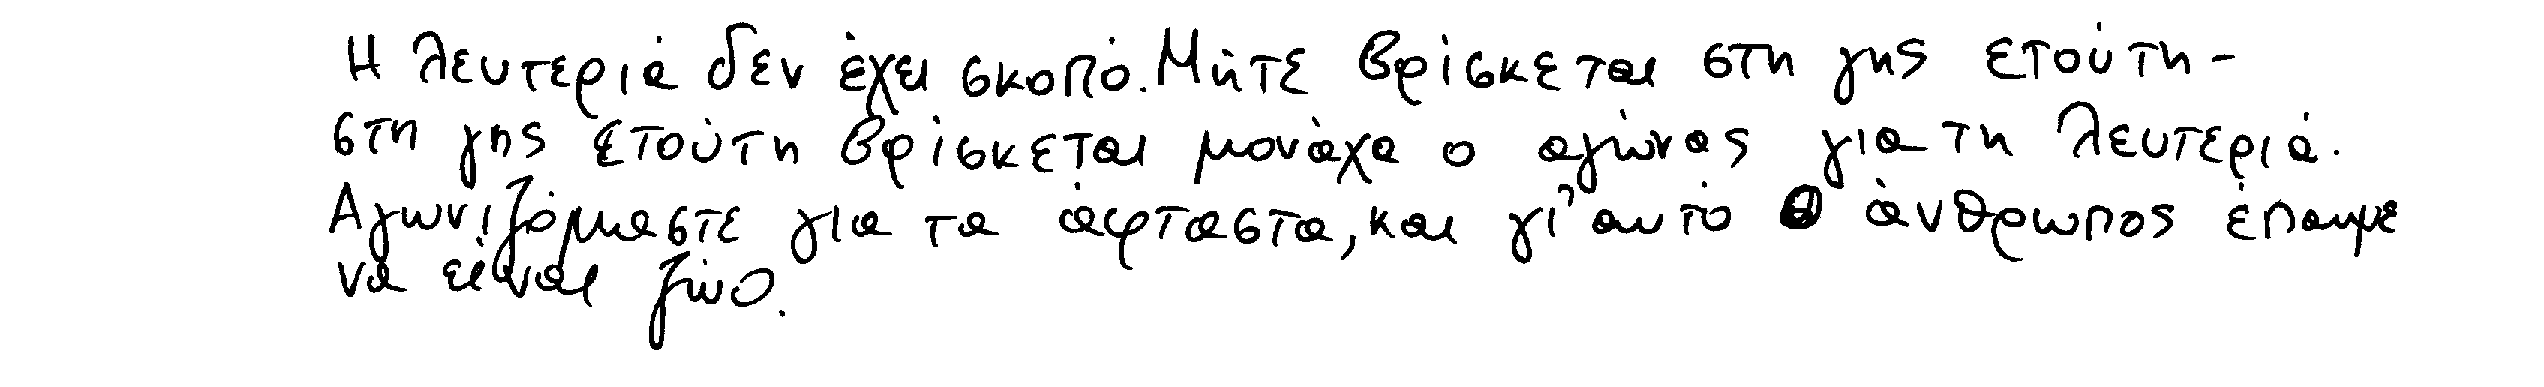 Η λευτεριά δεν έχει σκοπό. Μήτε βρίσκεται στη γης ετούτη-
στη γης ετούτη βρίσκεται μονάχα ο αγώνας για τη λευτεριά.
Αγωνιζόμαστε για τα άφταστα, και γι' αυτό ο άνθρωπος έπαψε
να είναι ζώο.